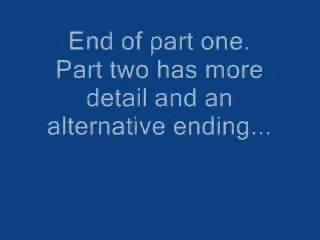 End of part one.
Part two has more
detail and an
alternative ending...